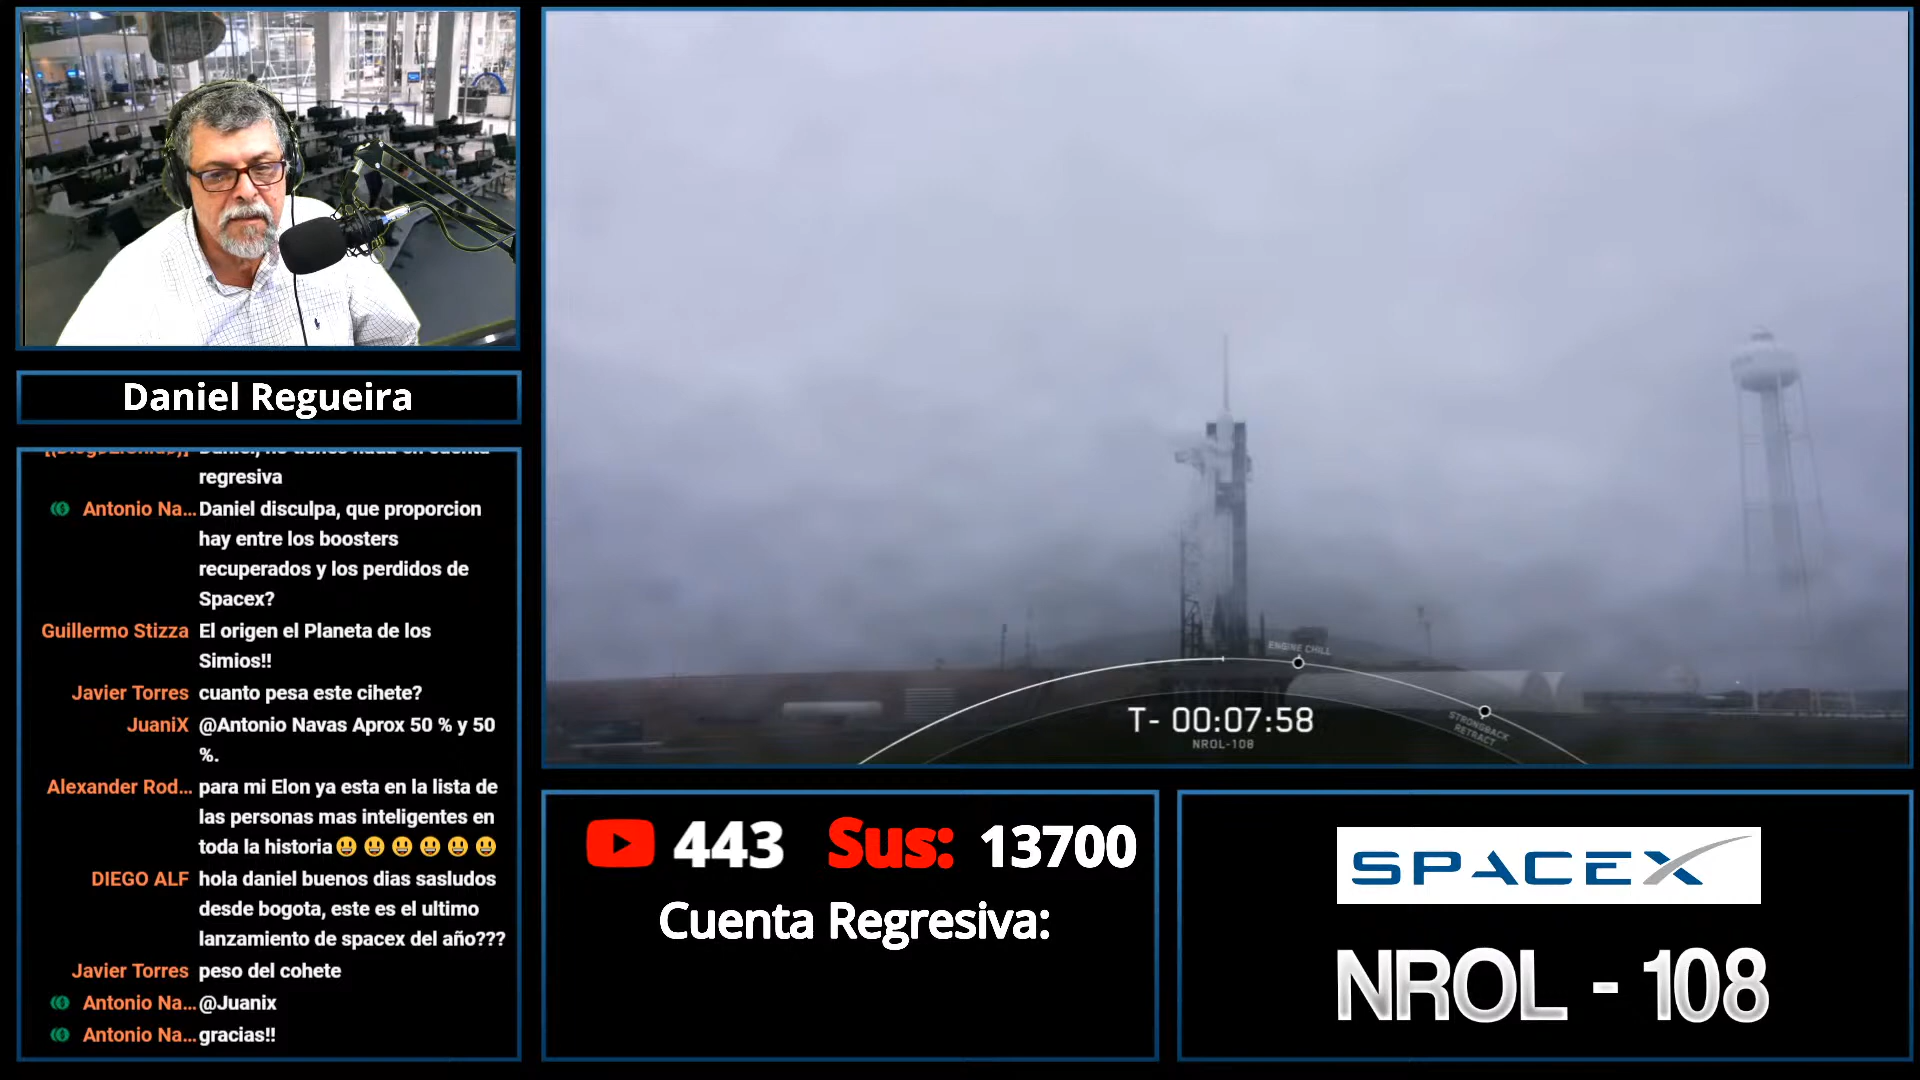 Daniel Regueira
regresiva
Antonio Na... Daniel disculpa, que proporcion
hay entre los boosters
recuperados y los perdidos de
Spacex?
Guillermo Stizza El origen el Planeta de los
Simios!!
Javier Torres cuanto pesa este cihete?
JuaniX @Antonio Navas Aprox 50 % y 50
%.
Alexander Rod... para mi Elon ya esta en la lista de
las personas mas inteligentes en
toda la historia
DIEGO ALF hola daniel buenos dias sasludos
desde bogota, este es el ultimo
lanzamiento de spacex del año???
Javier Torres peso del cohete
Antonio Na... @Juanix
Antonio Na... gracias!!
ENGINE CHILL
STRONGBACK
RETRACT
T- 00:07:58
NROL-108
443 Sus: 13700
Cuenta Regresiva:
SPACEX
NROL - 108